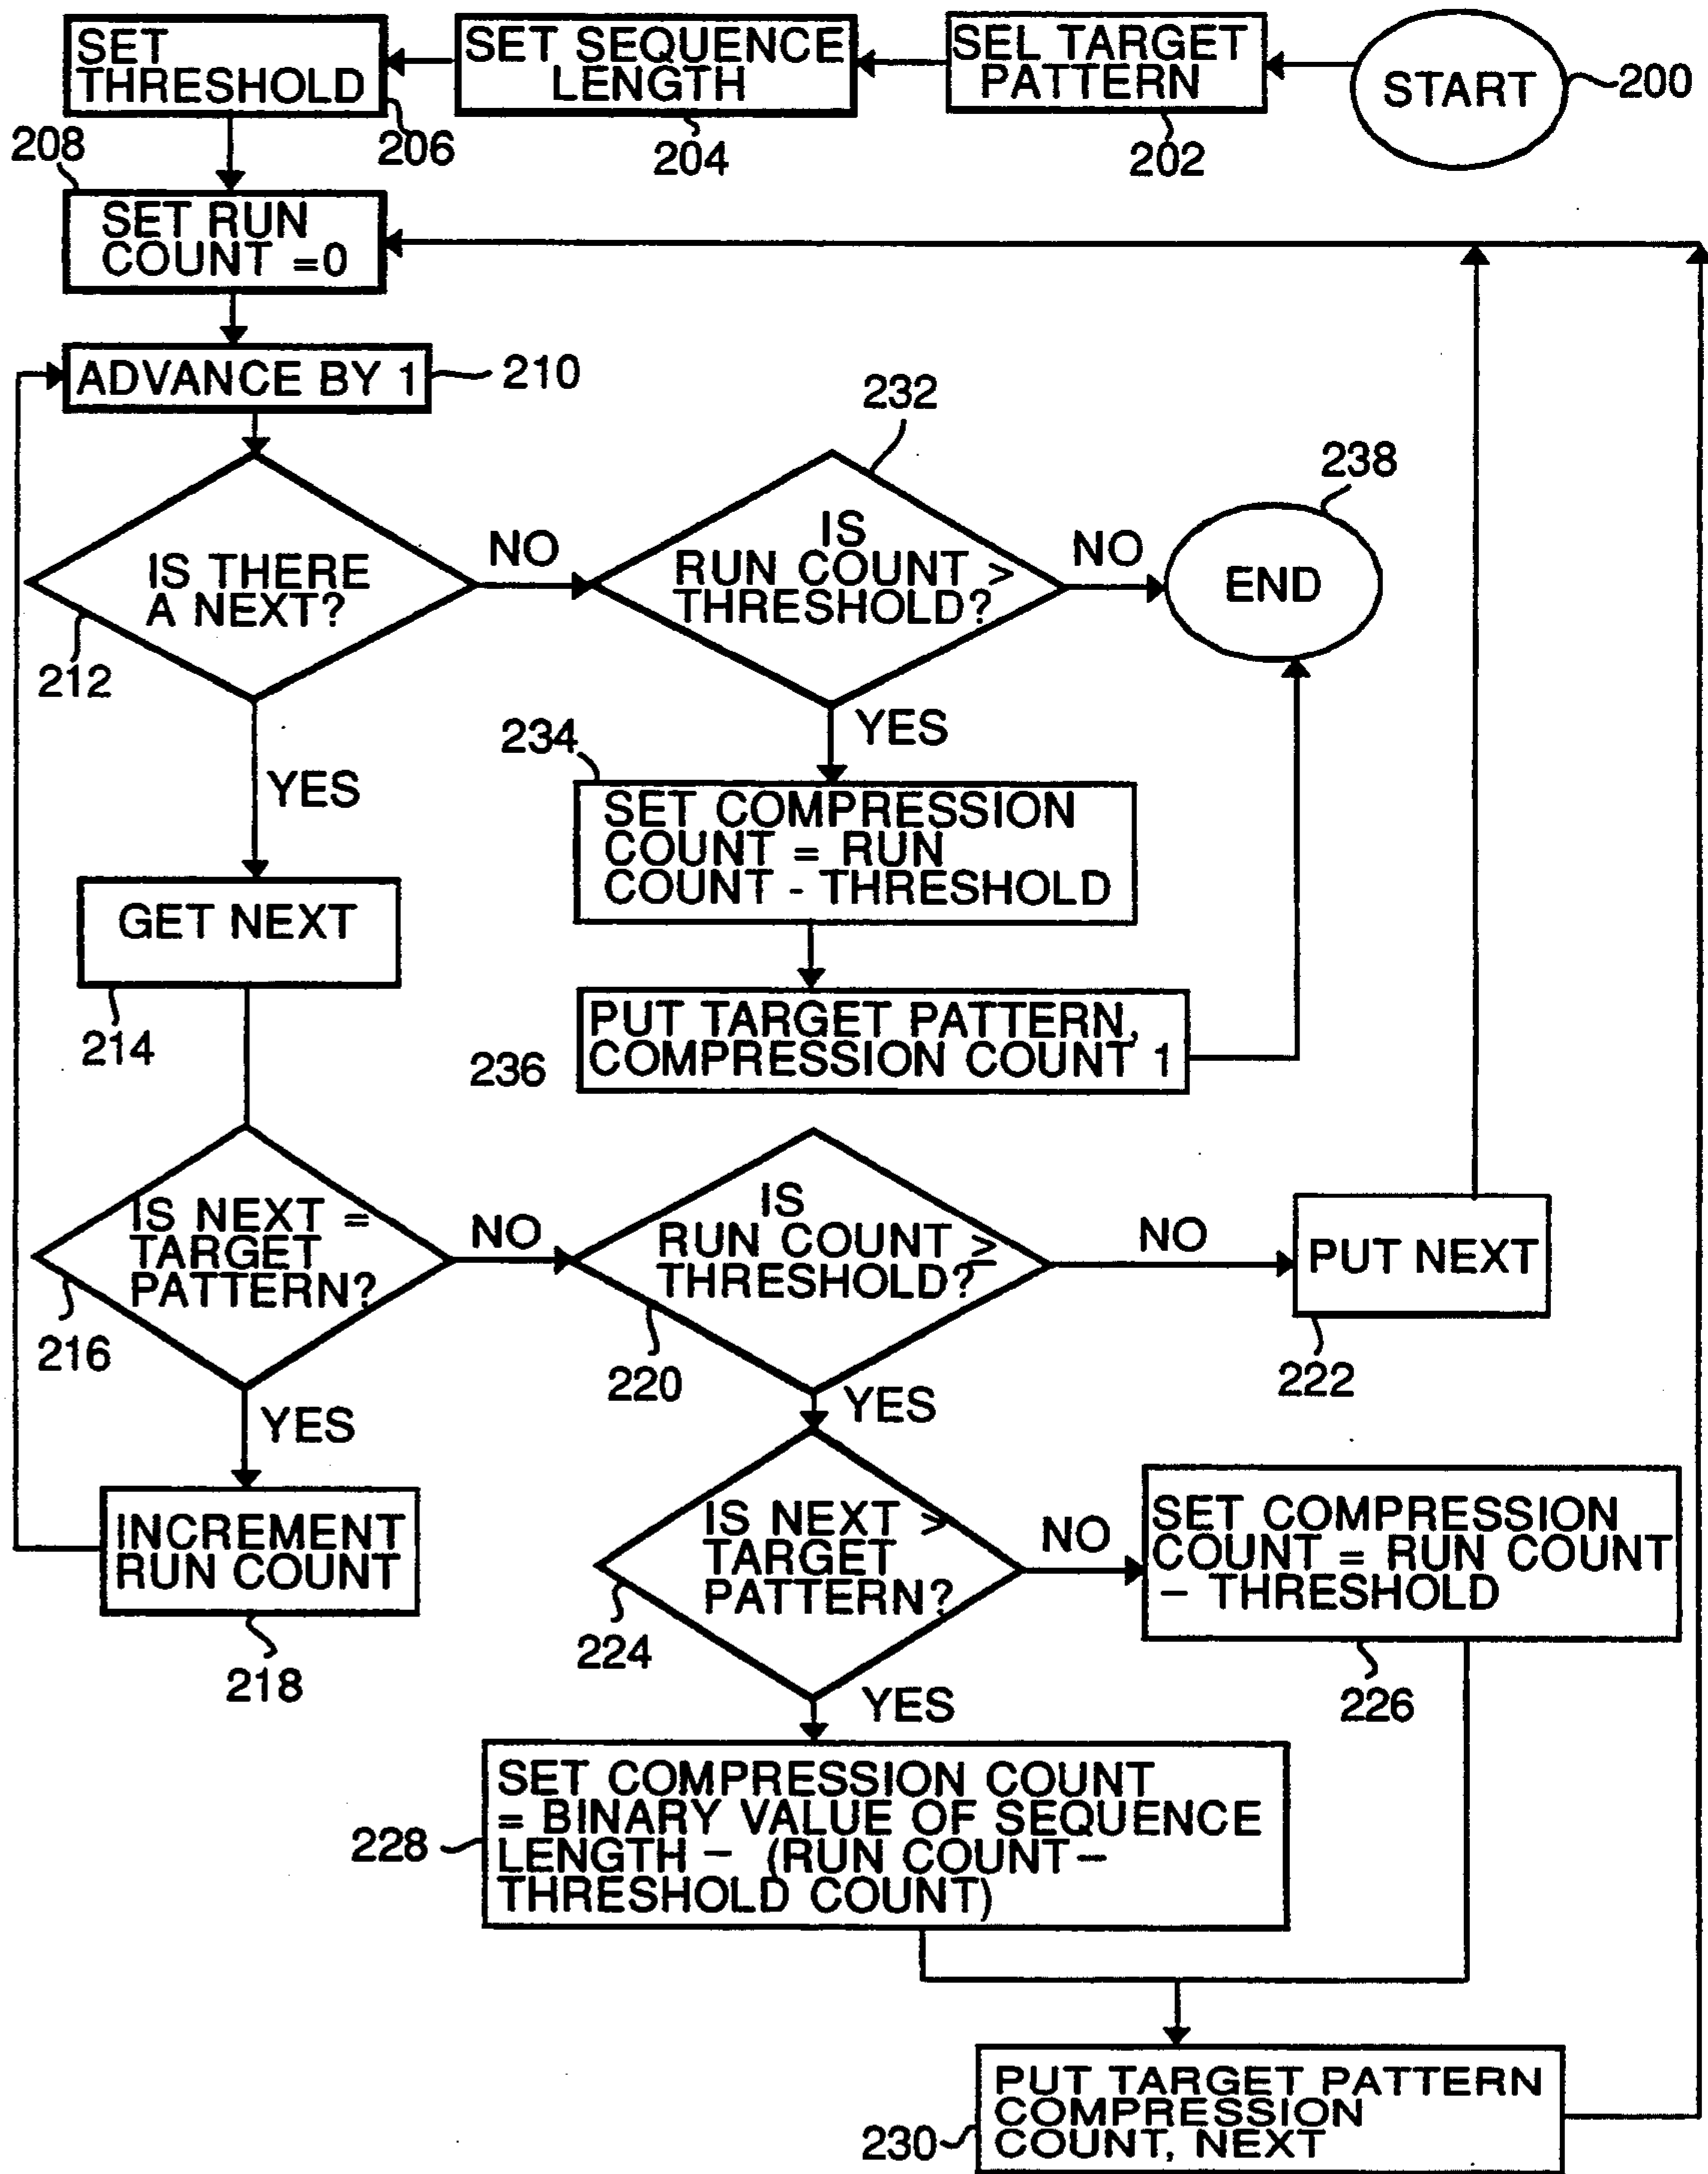 START
200
SEL TARGET
PATTERN
202
SET SEQUENCE
LENGTH
204
SET
THRESHOLD
206
208
SET RUN
COUNT =0
ADVANCE BY 1
210
IS THERE
A NEXT?
212
NO
232
IS
RUN COUNT >
THRESHOLD?
NO
238
END
YES
234
SET COMPRESSION
COUNT = RUN
COUNT - THRESHOLD
236
PUT TARGET PATTERN,
COMPRESSION COUNT 1
YES
GET NEXT
214
IS NEXT =
TARGET
PATTERN?
216
NO
IS
RUN COUNT ≥
THRESHOLD?
220
NO
PUT NEXT
222
YES
INCREMENT
RUN COUNT
218
YES
IS NEXT >
TARGET
PATTERN?
224
NO
SET COMPRESSION
COUNT = RUN COUNT
– THRESHOLD
226
YES
228
SET COMPRESSION COUNT
= BINARY VALUE OF SEQUENCE
LENGTH – (RUN COUNT –
THRESHOLD COUNT)
230
PUT TARGET PATTERN
COMPRESSION
COUNT, NEXT